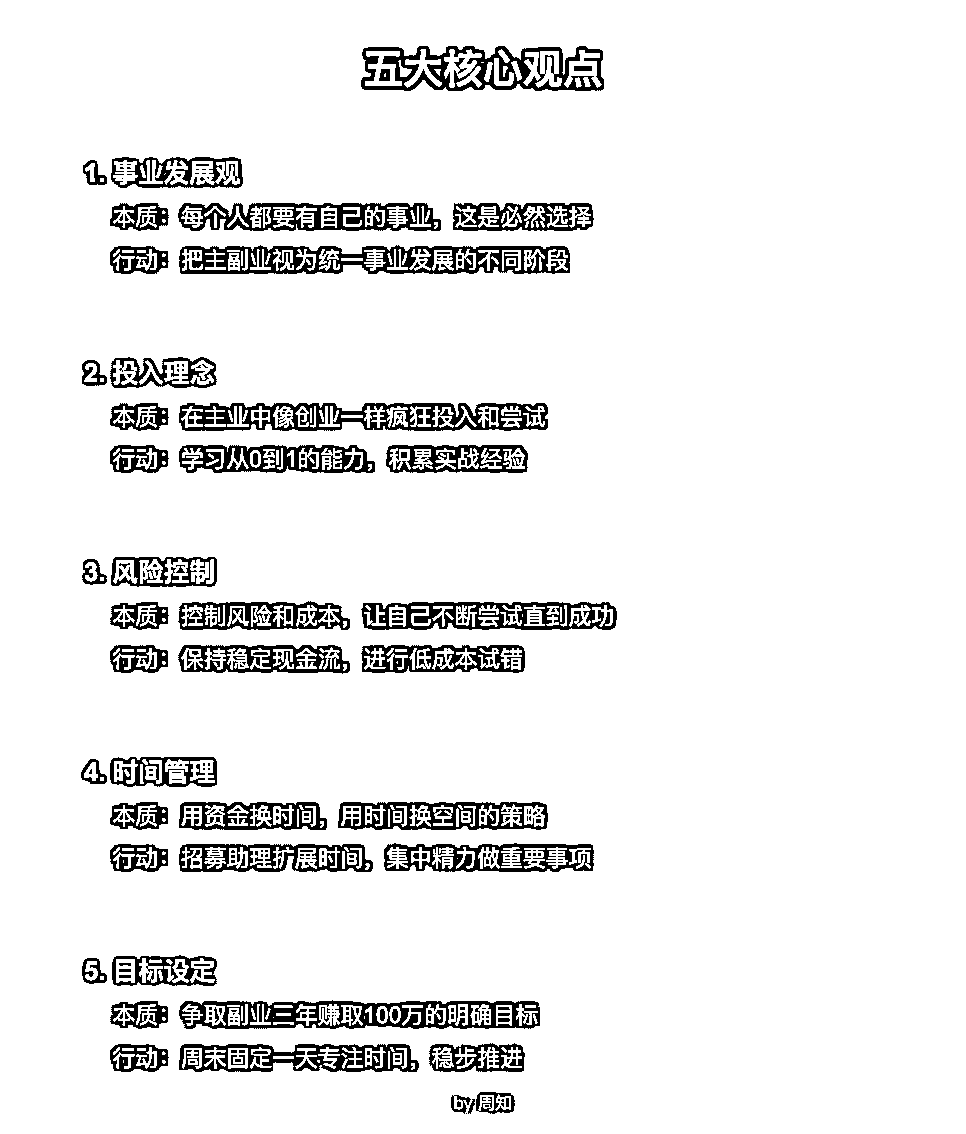 五大核心观点
1. 事业发展观
本质：每个人都要有自己的事业，这是必然选择
行动：把主副业视为统一事业发展的不同阶段
2. 投入理念
本质：在主业中像创业一样疯狂投入和尝试
行动：学习从0到1的能力，积累实战经验
3. 风险控制
本质：控制风险和成本，让自己不断尝试直到成功
行动：保持稳定现金流，进行低成本试错
4. 时间管理
本质：用资金换时间，用时间换空间的策略
行动：招募助理扩展时间，集中精力做重要事项
5. 目标设定
本质：争取副业三年赚取100万的明确目标
行动：周末固定一天专注时间，稳步推进
by 周知